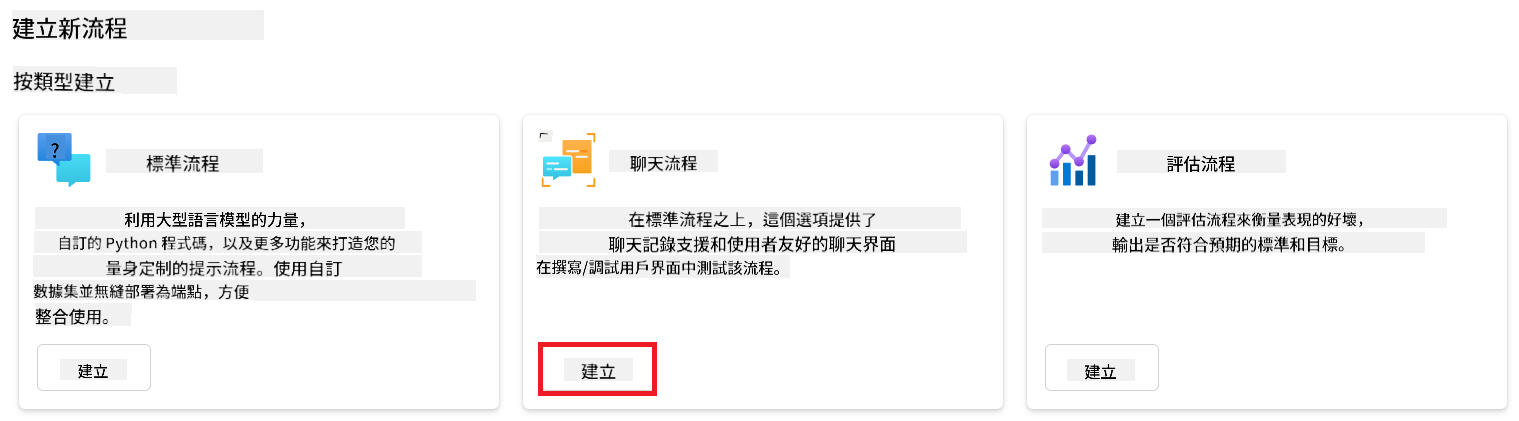 建立新流程
按類型建立
標準流程
利用大型語言模型的力量，
自訂的 Python 程式碼，以及更多功能來打造您的
量身定制的提示流程。使用自訂
數據集並無縫部署為端點，方便
整合使用。
建立
聊天流程
在標準流程之上，這個選項提供了
聊天記錄支援和使用者友好的聊天界面
在撰寫/調試用戶界面中測試該流程。
建立
評估流程
建立一個評估流程來衡量表現的好壞，
輸出是否符合預期的標準和目標。
建立